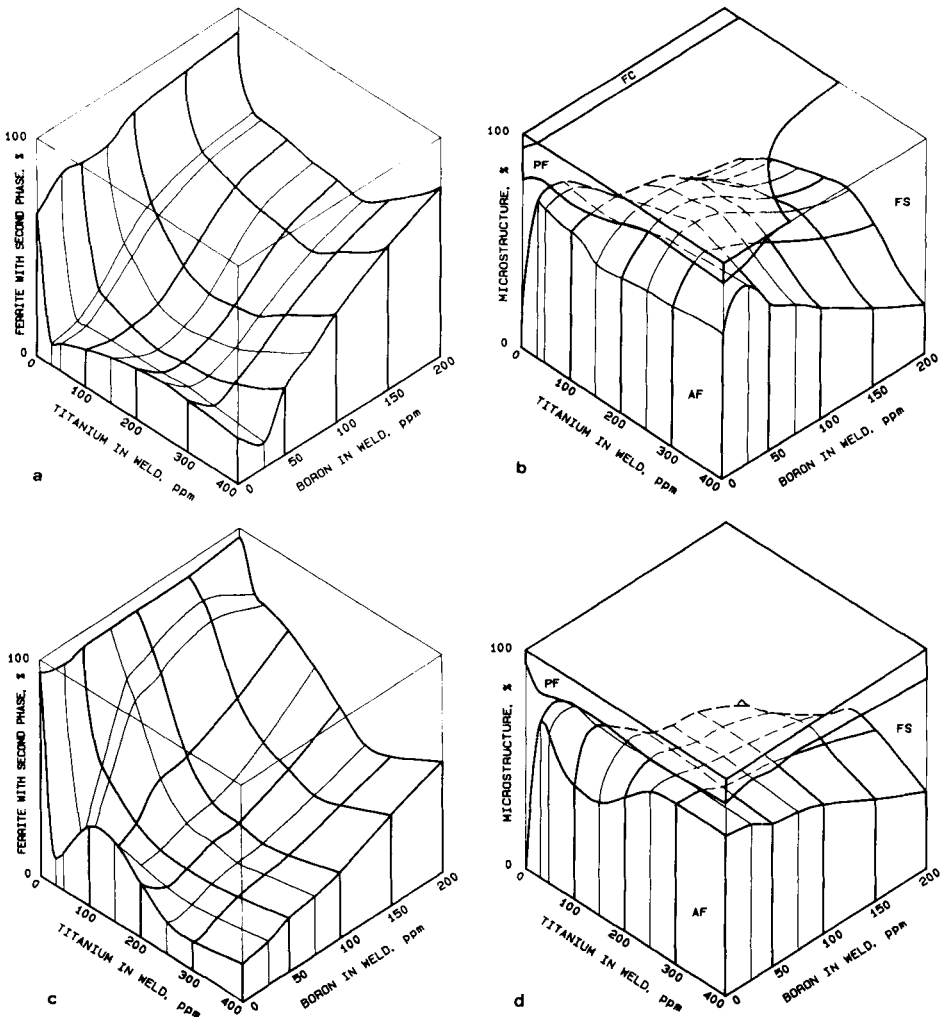 100
FERRITE WITH SECOND PHASE, %
0
0
100
200
300
400
TITANIUM IN WELD, ppm
0
50
100
150
200
BORON IN WELD, ppm
a
100
MICROSTRUCTURE, %
0
FC
PF
FS
AF
0
100
200
300
400
TITANIUM IN WELD, ppm
0
50
100
150
200
BORON IN WELD, ppm
b
100
FERRITE WITH SECOND PHASE, %
0
0
100
200
300
400
TITANIUM IN WELD, ppm
0
50
100
150
200
BORON IN WELD, ppm
c
100
MICROSTRUCTURE, %
0
PF
FS
AF
0
100
200
300
400
TITANIUM IN WELD, ppm
0
50
100
150
200
BORON IN WELD, ppm
d